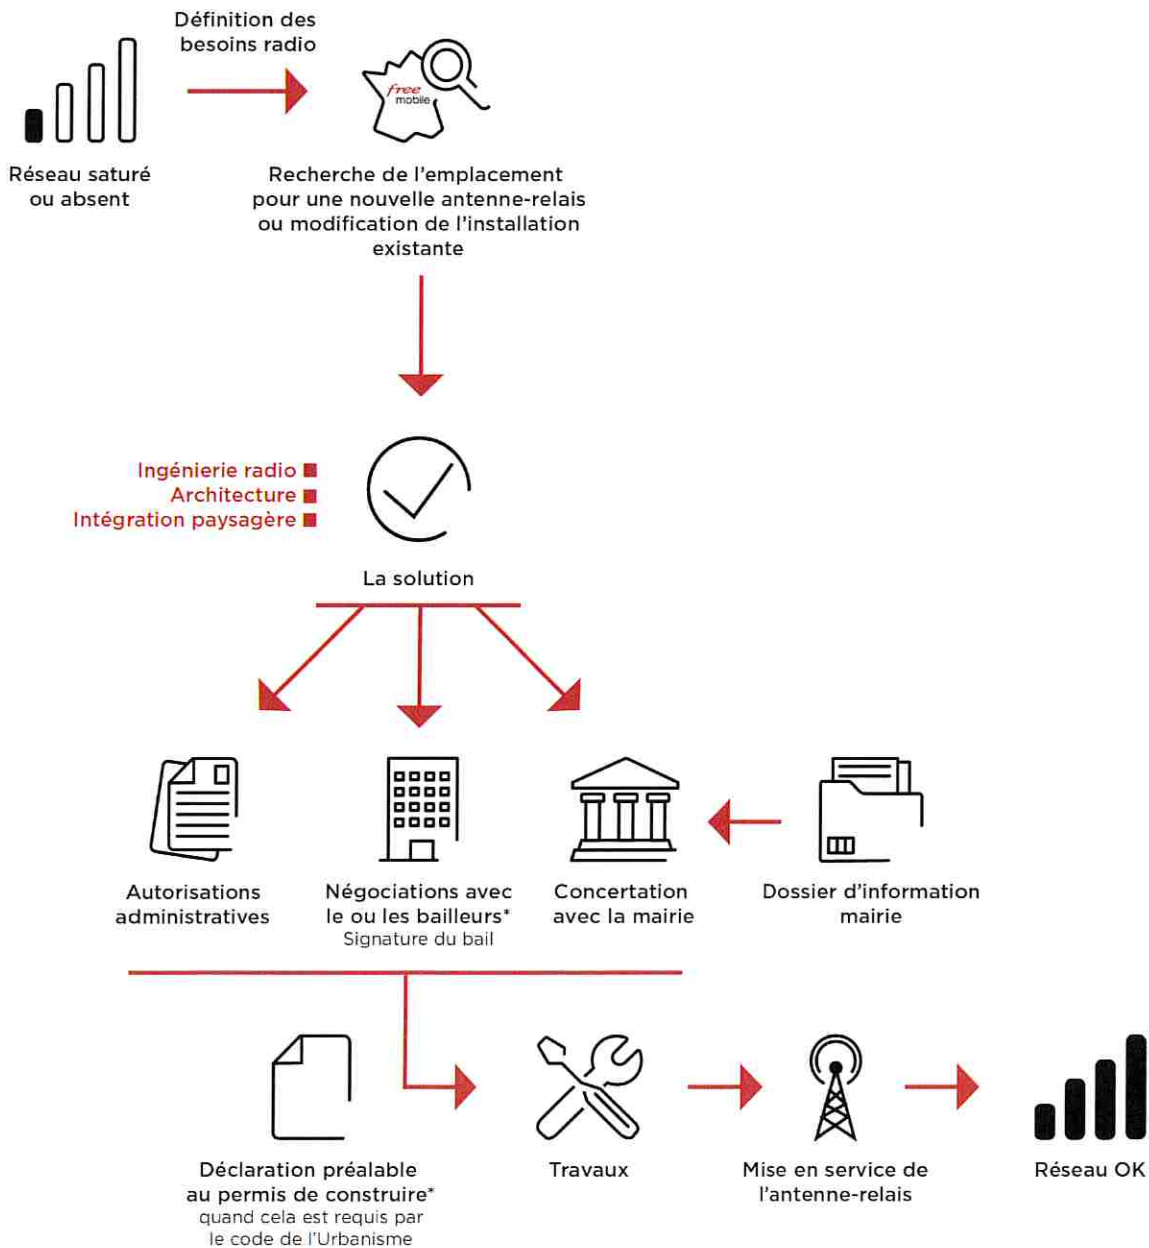 Définition des
besoins radio
free
mobile
Réseau saturé
ou absent
Recherche de l'emplacement
pour une nouvelle antenne-relais
ou modification de l'installation
existante
Ingénierie radio
Architecture
Intégration paysagère
La solution
Autorisations
administratives
Négociations avec
le ou les bailleurs*
Signature du bail
Concertation
avec la mairie
Dossier d'information
mairie
Déclaration préalable
au permis de construire*
quand cela est requis par
le code de l'Urbanisme
Travaux
Mise en service de
l'antenne-relais
Réseau OK